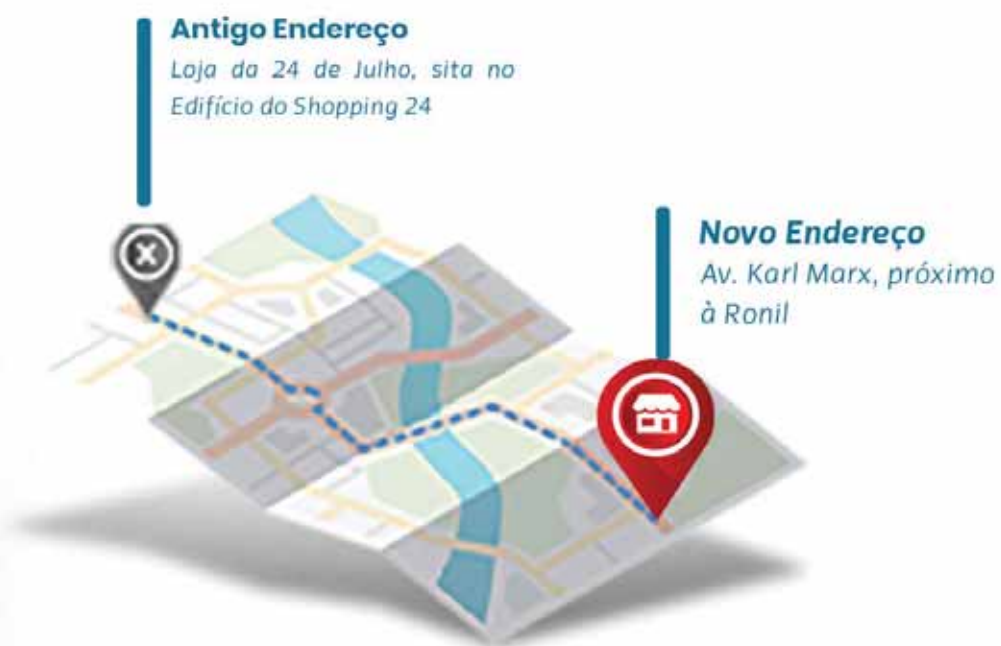 Antigo Endereço
Loja da 24 de Julho, sita no
Edifício do Shopping 24
Novo Endereço
Av. Karl Marx, próximo
à Ronil